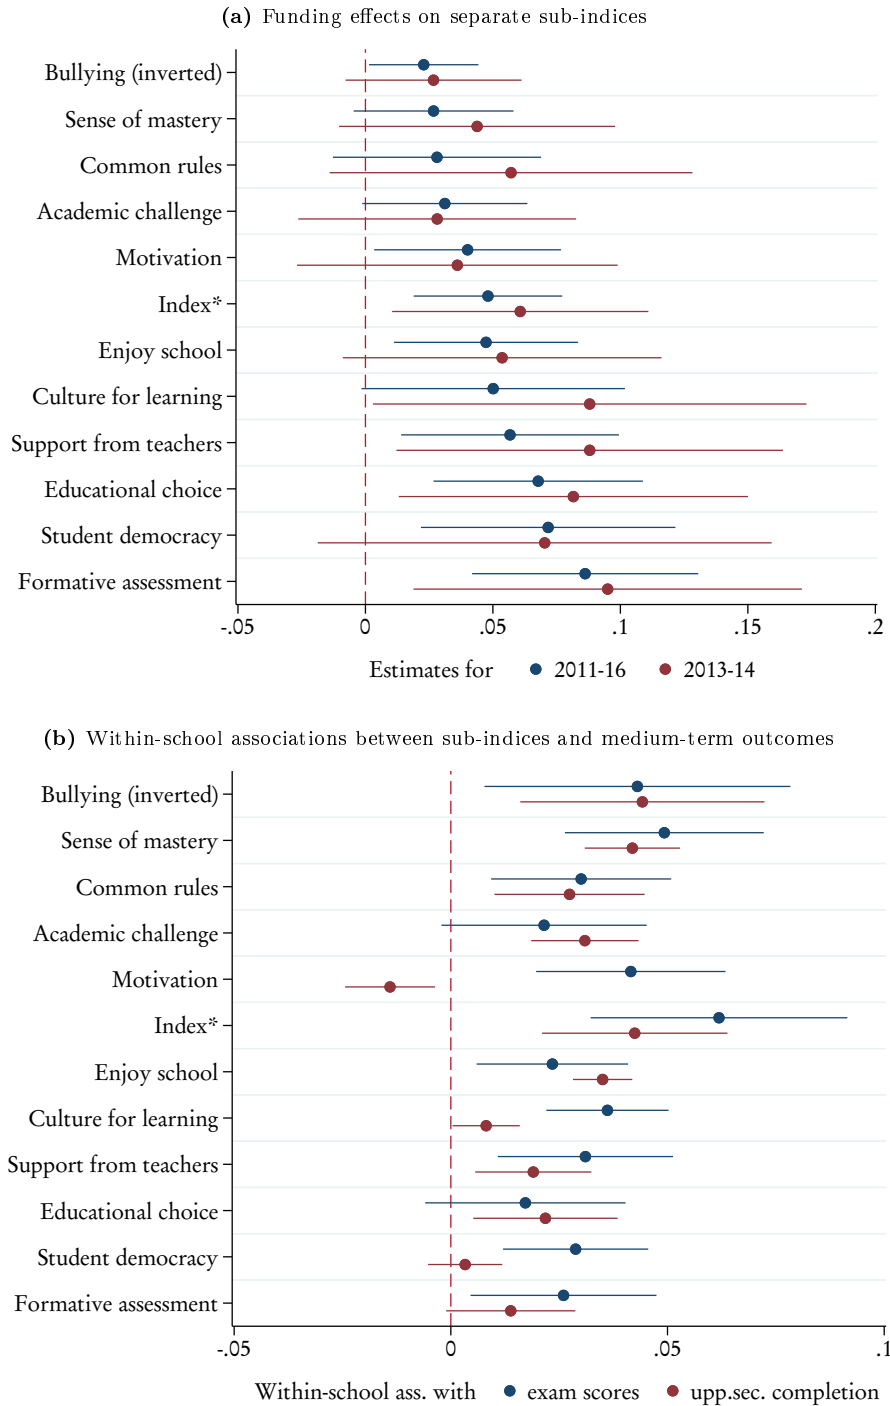 (a) Funding effects on separate sub-indices
Bullying (inverted)
Sense of mastery
Common rules
Academic challenge
Motivation
Index*
Enjoy school
Culture for learning
Support from teachers
Educational choice
Student democracy
Formative assessment
-.05 0 .05 .1 .15 .2
Estimates for 2011-16 2013-14
(b) Within-school associations between sub-indices and medium-term outcomes
Bullying (inverted)
Sense of mastery
Common rules
Academic challenge
Motivation
Index*
Enjoy school
Culture for learning
Support from teachers
Educational choice
Student democracy
Formative assessment
-.05 0 .05 .1
Within-school ass. with exam scores upp.sec. completion